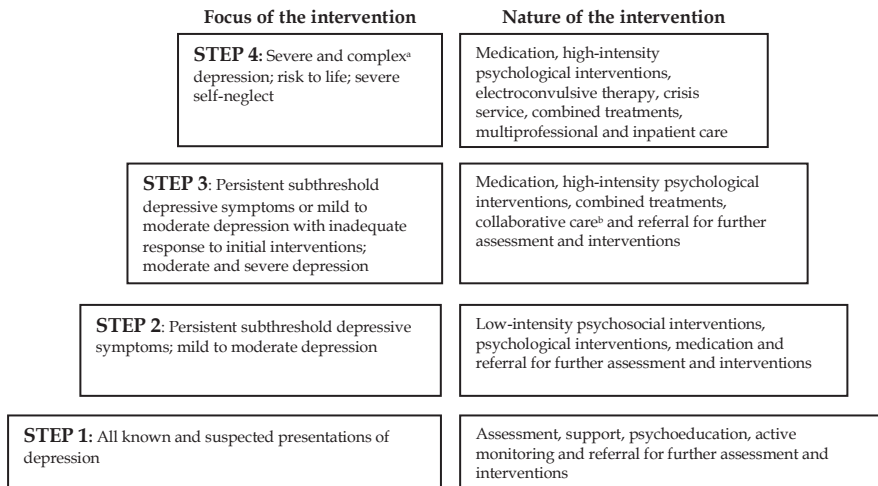 Focus of the intervention
Nature of the intervention
STEP 4: Severe and complexᵃ
depression; risk to life; severe
self-neglect
Medication, high-intensity
psychological interventions,
electroconvulsive therapy, crisis
service, combined treatments,
multiprofessional and inpatient care
STEP 3: Persistent subthreshold
depressive symptoms or mild to
moderate depression with inadequate
response to initial interventions;
moderate and severe depression
Medication, high-intensity psychological
interventions, combined treatments,
collaborative careᵇ and referral for further
assessment and interventions
STEP 2: Persistent subthreshold depressive
symptoms; mild to moderate depression
Low-intensity psychosocial interventions,
psychological interventions, medication and
referral for further assessment and interventions
STEP 1: All known and suspected presentations of
depression
Assessment, support, psychoeducation, active
monitoring and referral for further assessment and
interventions